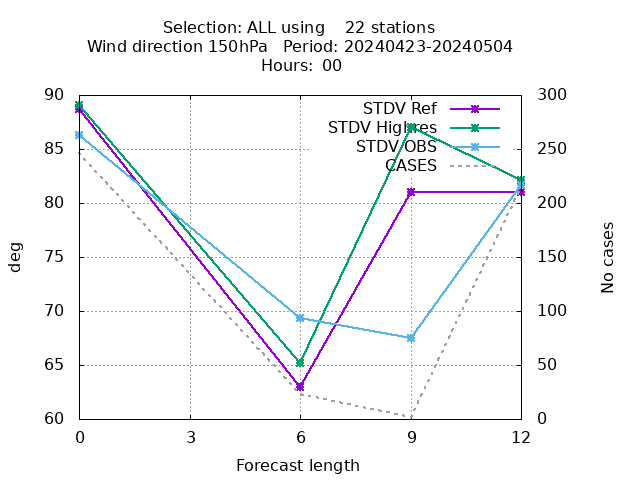 Selection: ALL using    22 stations
Wind direction 150hPa   Period: 20240423-20240504
Hours: 00
STDV Ref
STDV Highres
STDV OBS
CASES
90
85
80
75
70
65
60
300
250
200
150
100
50
0
deg
No cases
0
3
6
9
12
Forecast length